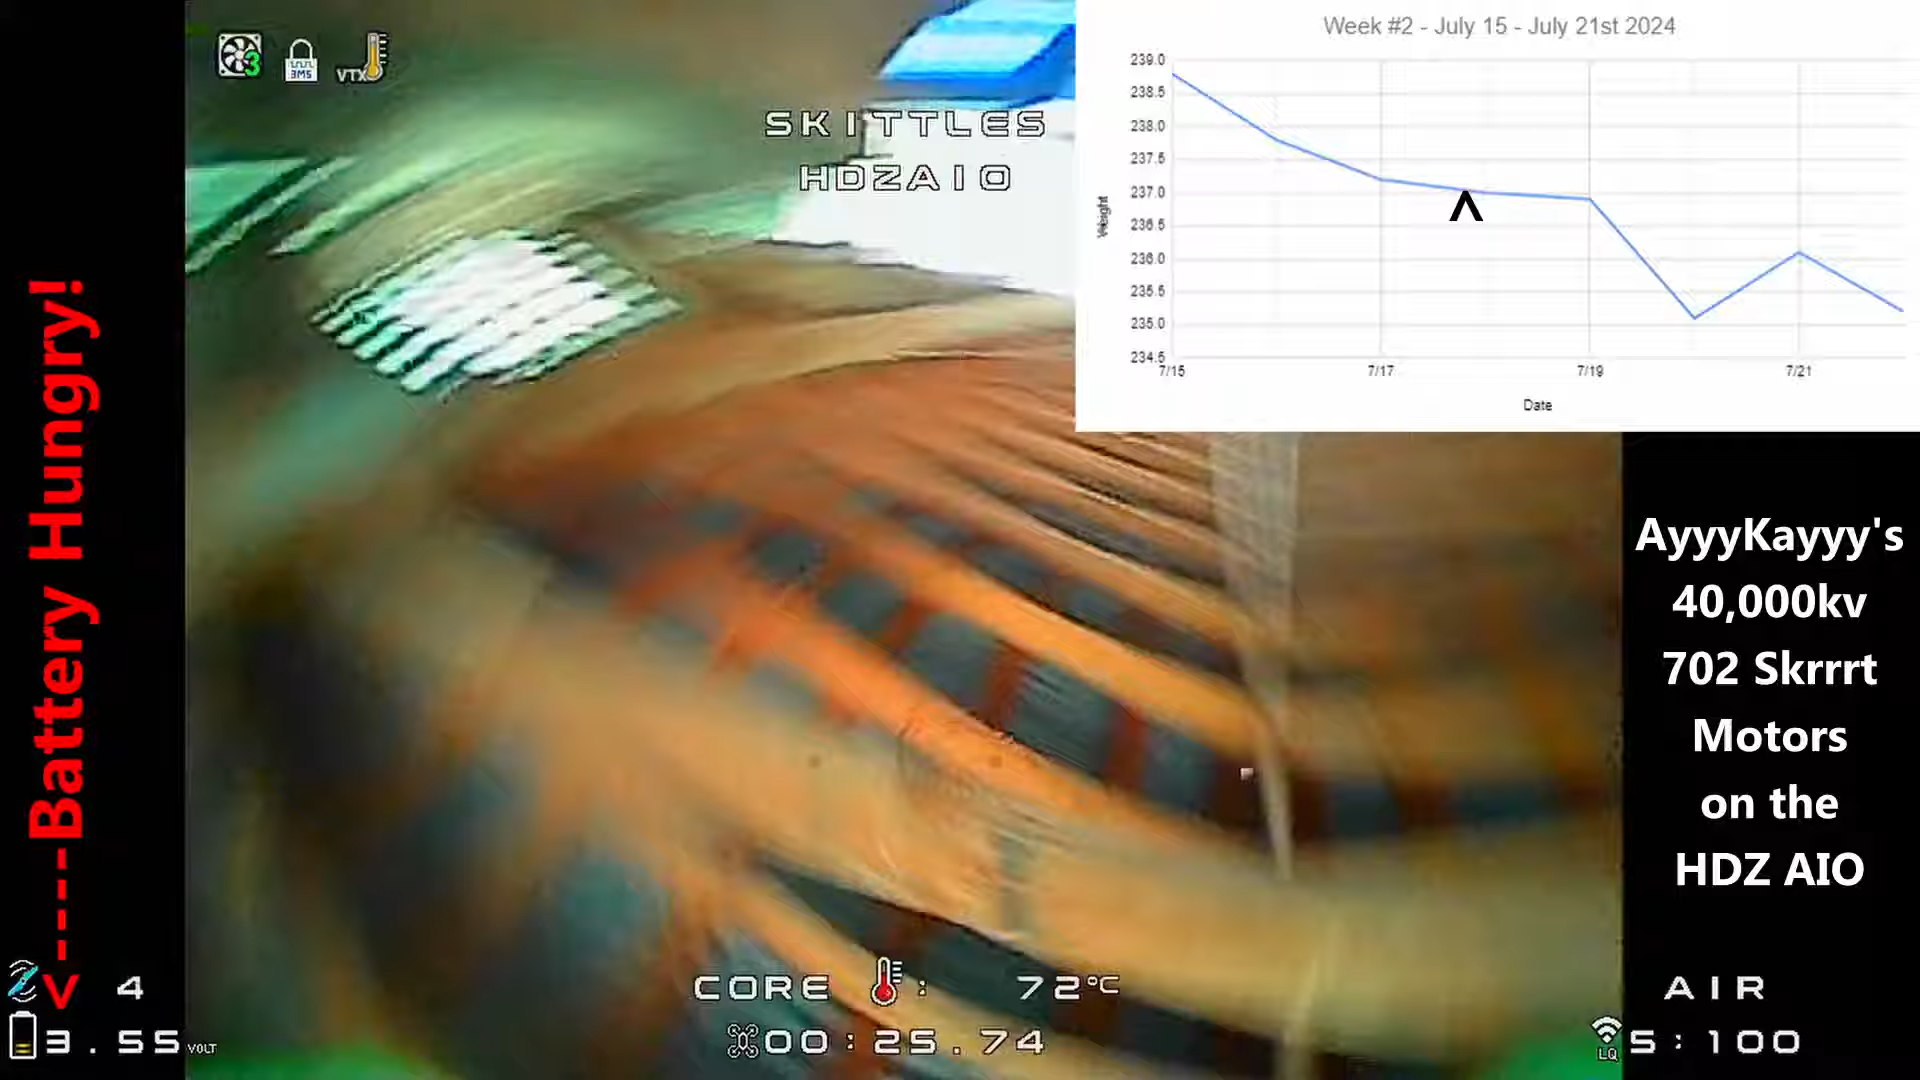 3
3MS
VTX
SKITTLES
HDZAIO
Week #2 - July 15 - July 21st 2024
239.0
238.5
238.0
237.5
237.0
236.5
236.0
235.5
235.0
234.5
Weight
7/15
7/17
7/19
7/21
Date
^
<----Battery Hungry!
AyyyKayyy's
40,000kv
702 Skrrrt
Motors
on the
HDZ AIO
4
3.55 VOLT
CORE : 72°C
00:25.74
AIR
LQ 5:100